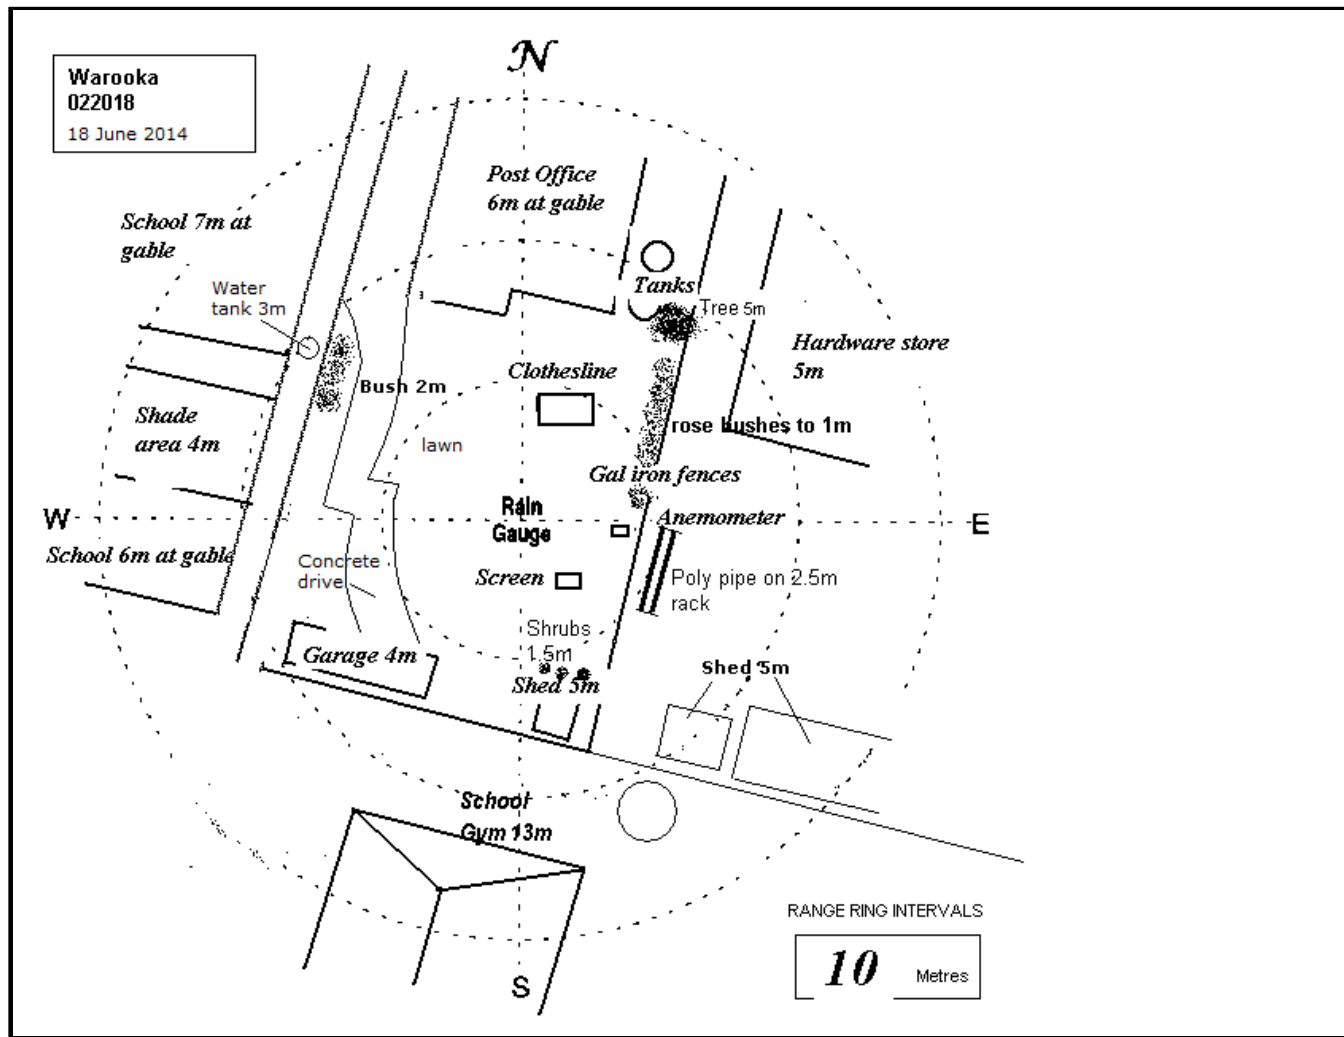 N
Warooka
022018
18 June 2014
Post Office
6m at gable
School 7m at
gable
Water
tank 3m
Tanks
Tree 5m
Hardware store
5m
Clothesline
Bush 2m
Shade
area 4m
rose bushes to 1m
lawn
Gal iron fences
W
Rain
Gauge
Anemometer
E
School 6m at gable
Concrete
drive
Screen
Poly pipe on 2.5m
rack
Shrubs
1.5m
Garage 4m
Shed 5m
Shed 5m
School
Gym 13m
S
RANGE RING INTERVALS
10 Metres